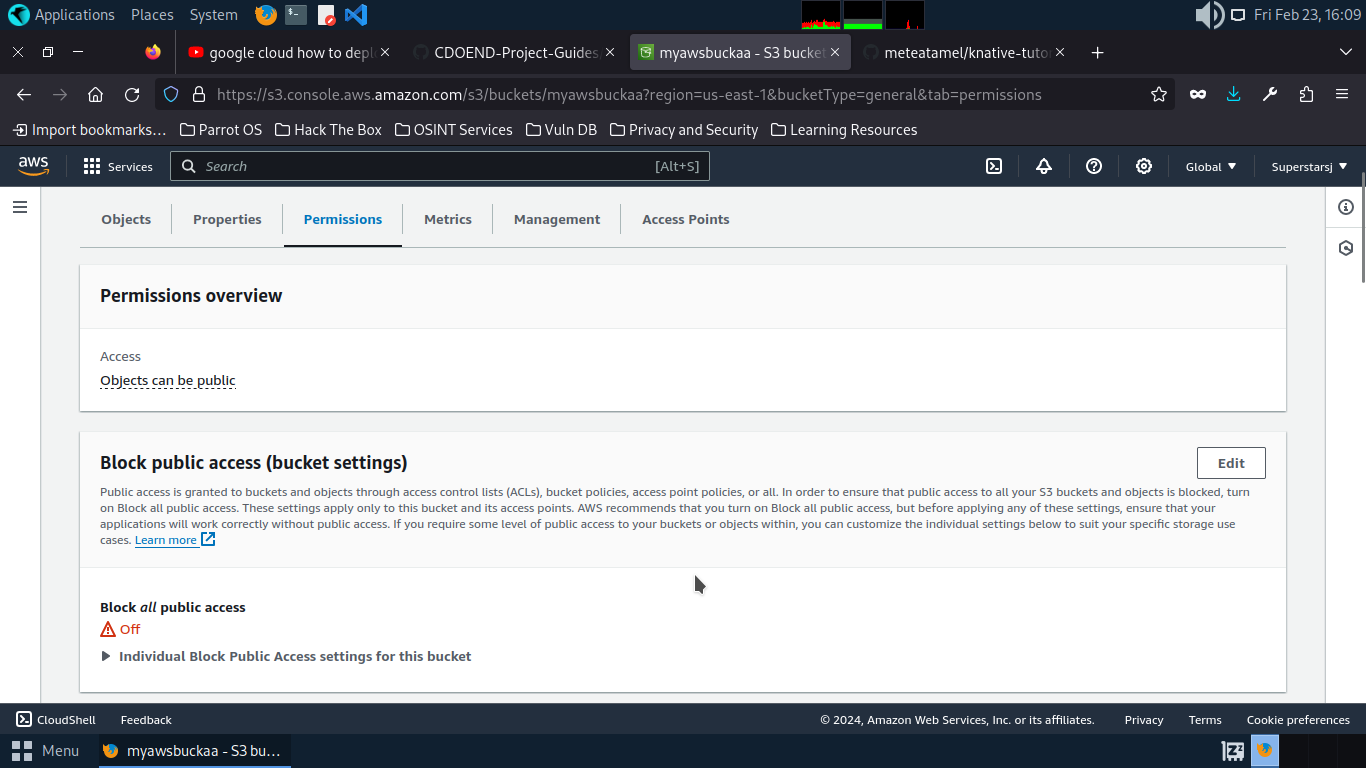 Applications Places System Fri Feb 23, 16:09
google cloud how to depl CDOEND-Project-Guides myawsbuckaa - S3 bucket meteatamel/knative-tuto
https://s3.console.aws.amazon.com/s3/buckets/myawsbuckaa?region=us-east-1&bucketType=general&tab=permissions
Import bookmarks... Parrot OS Hack The Box OSINT Services Vuln DB Privacy and Security Learning Resources
aws Services Search [Alt+S] Global Superstarsj
Objects Properties Permissions Metrics Management Access Points
Permissions overview
Access
Objects can be public
Block public access (bucket settings) Edit
Public access is granted to buckets and objects through access control lists (ACLs), bucket policies, access point policies, or all. In order to ensure that public access to all your S3 buckets and objects is blocked, turn
on Block all public access. These settings apply only to this bucket and its access points. AWS recommends that you turn on Block all public access, but before applying any of these settings, ensure that your
applications will work correctly without public access. If you require some level of public access to your buckets or objects within, you can customize the individual settings below to suit your specific storage use
cases. Learn more
Block all public access
Off
Individual Block Public Access settings for this bucket
CloudShell Feedback © 2024, Amazon Web Services, Inc. or its affiliates. Privacy Terms Cookie preferences
Menu myawsbuckaa - S3 bu...